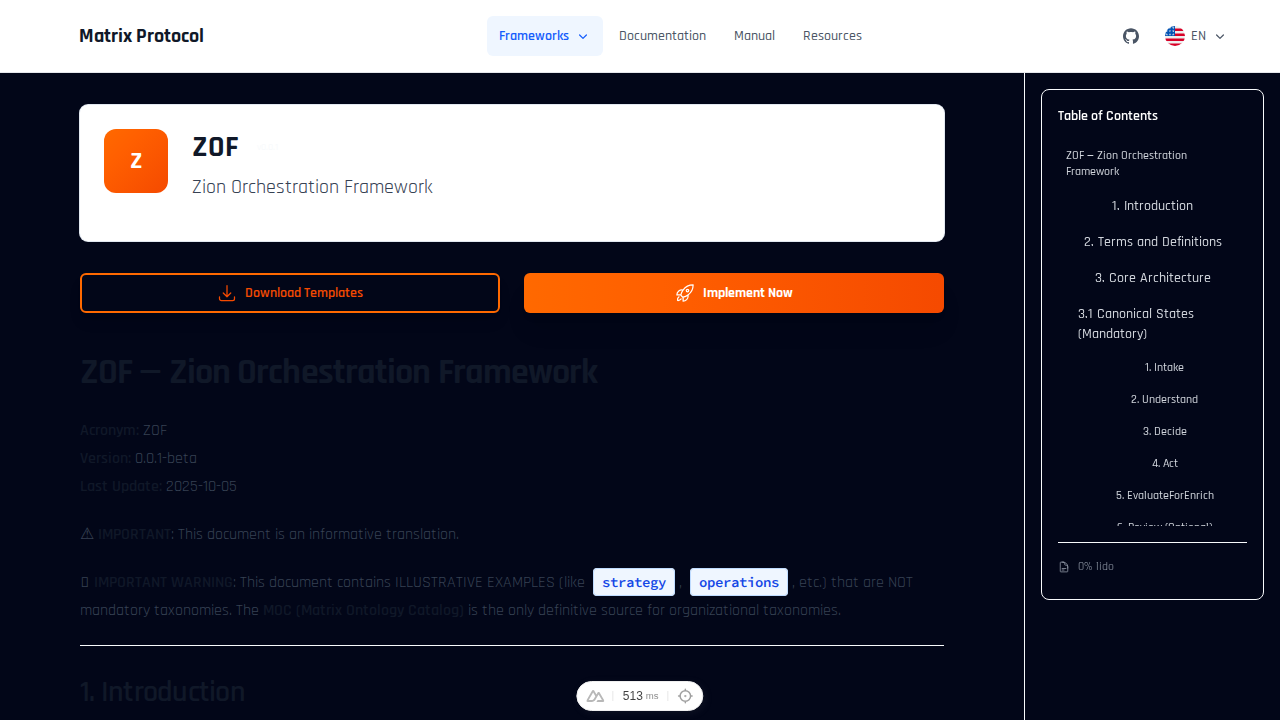 Matrix Protocol
Frameworks
Documentation
Manual
Resources
EN
Z
ZOF
Zion Orchestration Framework
Download Templates
Implement Now
ZOF — Zion Orchestration Framework
Acronym: ZOF
Version: 0.0.1-beta
Last Update: 2025-10-05
⚠ IMPORTANT: This document is an informative translation.
IMPORTANT WARNING: This document contains ILLUSTRATIVE EXAMPLES (like strategy , operations , etc.) that are NOT
mandatory taxonomies. The MOC (Matrix Ontology Catalog) is the only definitive source for organizational taxonomies.
1. Introduction
513 ms
Table of Contents
ZOF — Zion Orchestration
Framework
1. Introduction
2. Terms and Definitions
3. Core Architecture
3.1 Canonical States
(Mandatory)
1. Intake
2. Understand
3. Decide
4. Act
5. EvaluateForEnrich
6. Review (Optional)
0% lido